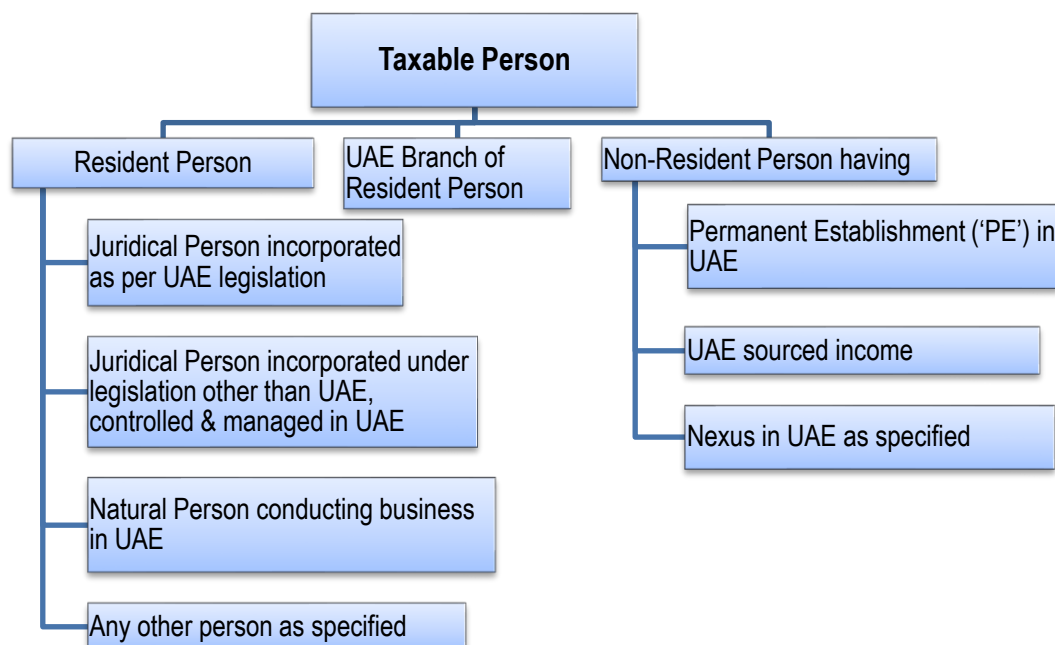 Taxable Person
Resident Person
UAE Branch of
Resident Person
Non-Resident Person having
Juridical Person incorporated
as per UAE legislation
Juridical Person incorporated under
legislation other than UAE,
controlled & managed in UAE
Natural Person conducting business
in UAE
Any other person as specified
Permanent Establishment (‘PE’) in
UAE
UAE sourced income
Nexus in UAE as specified